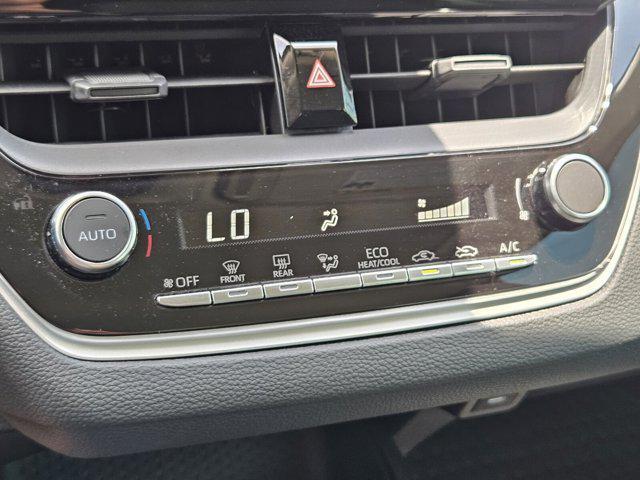 AUTO
LO
OFF
FRONT
REAR
ECO
HEAT/COOL
A/C